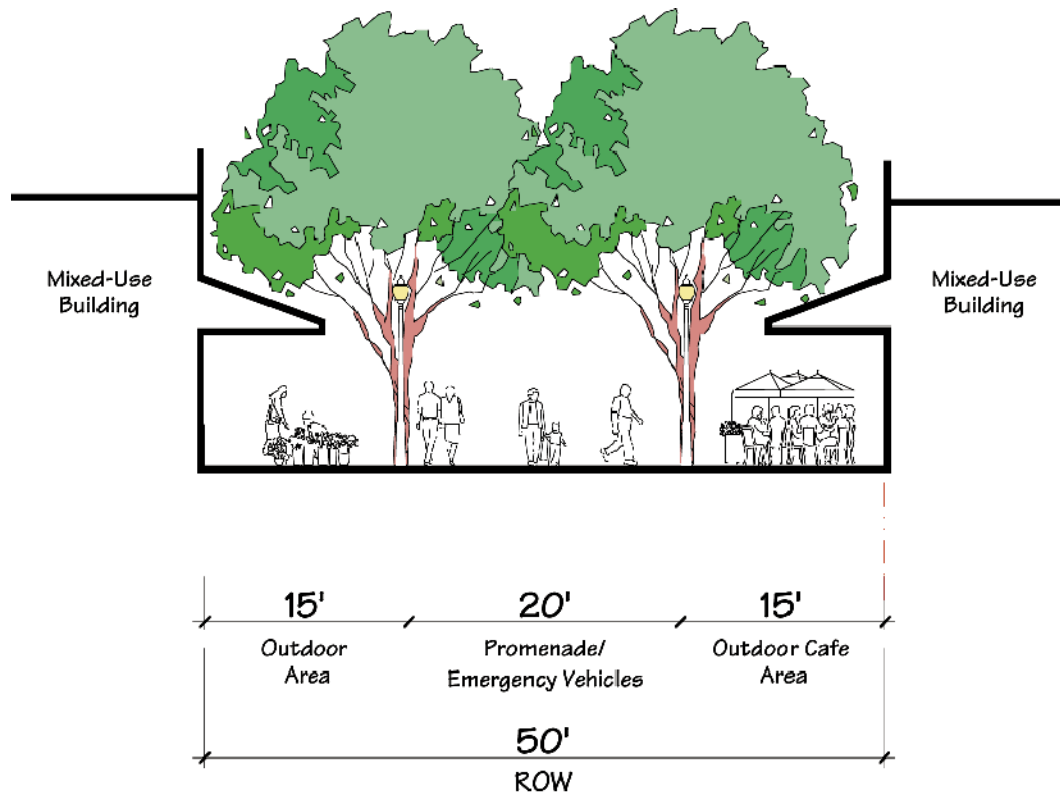 Mixed-Use
Building
Mixed-Use
Building
15'
20'
15'
Outdoor
Area
Promenade/
Emergency Vehicles
Outdoor Cafe
Area
50'
ROW